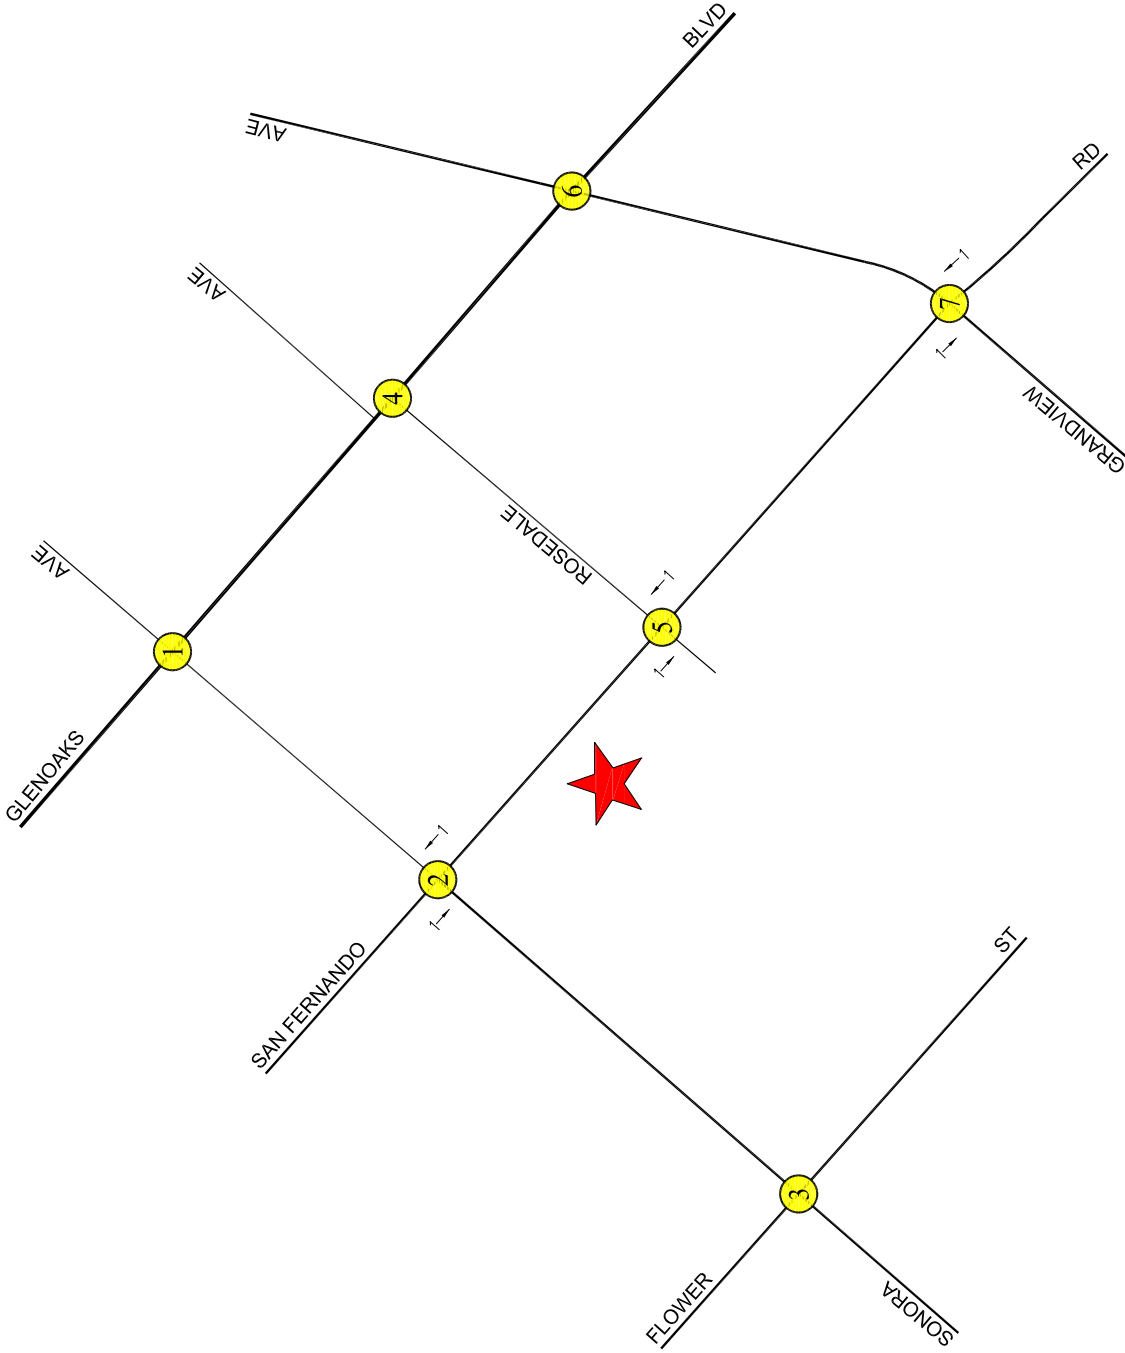 BLVD
AVE
RD
6
AVE
1
7
1
4
GRANDVIEW
ROSEDALE
AVE
1
5
1
1
GLENOAKS
1
2
1
SAN FERNANDO
ST
3
FLOWER
SONORA